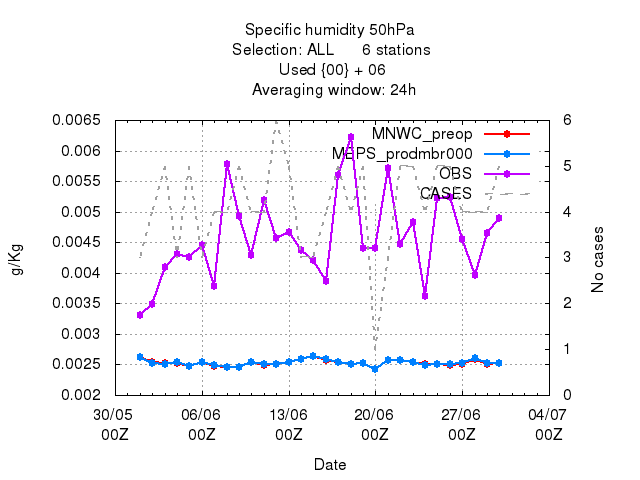 Specific humidity 50hPa
Selection: ALL 6 stations
Used {00} + 06
Averaging window: 24h
0.0065
0.006
0.0055
0.005
0.0045
0.004
0.0035
0.003
0.0025
0.002
g/Kg
MNWC_preop
MEPS_prodmbr000
OBS
CASES
6
5
4
3
2
1
0
No cases
30/05 06/06 13/06 20/06 27/06 04/07
00Z 00Z 00Z 00Z 00Z 00Z
Date